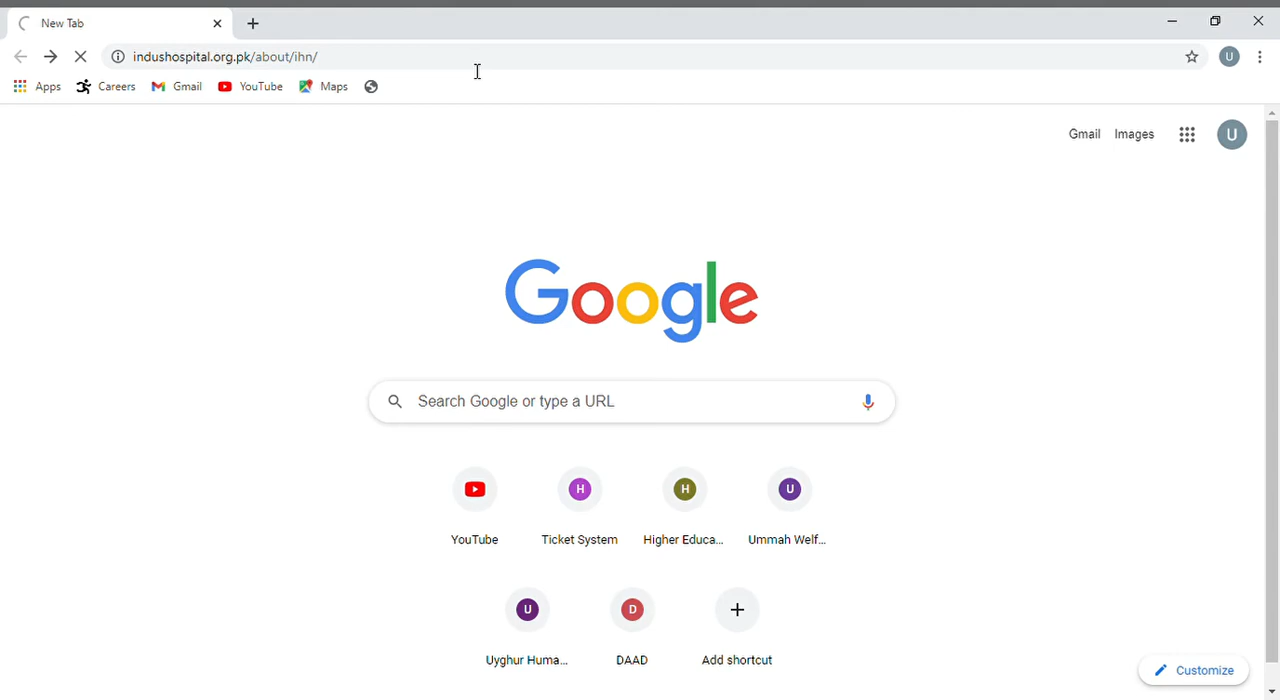 New Tab
indushospital.org.pk/about/ihn/
U
Apps Careers Gmail YouTube Maps
Gmail Images U
Google
Search Google or type a URL
H H U
YouTube Ticket System Higher Educa... Ummah Welf...
U D
Uyghur Huma... DAAD Add shortcut
Customize